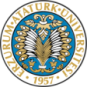 ERZURUM · ATATÜRK · ÜNİVERSİTESİ
· 1957 ·